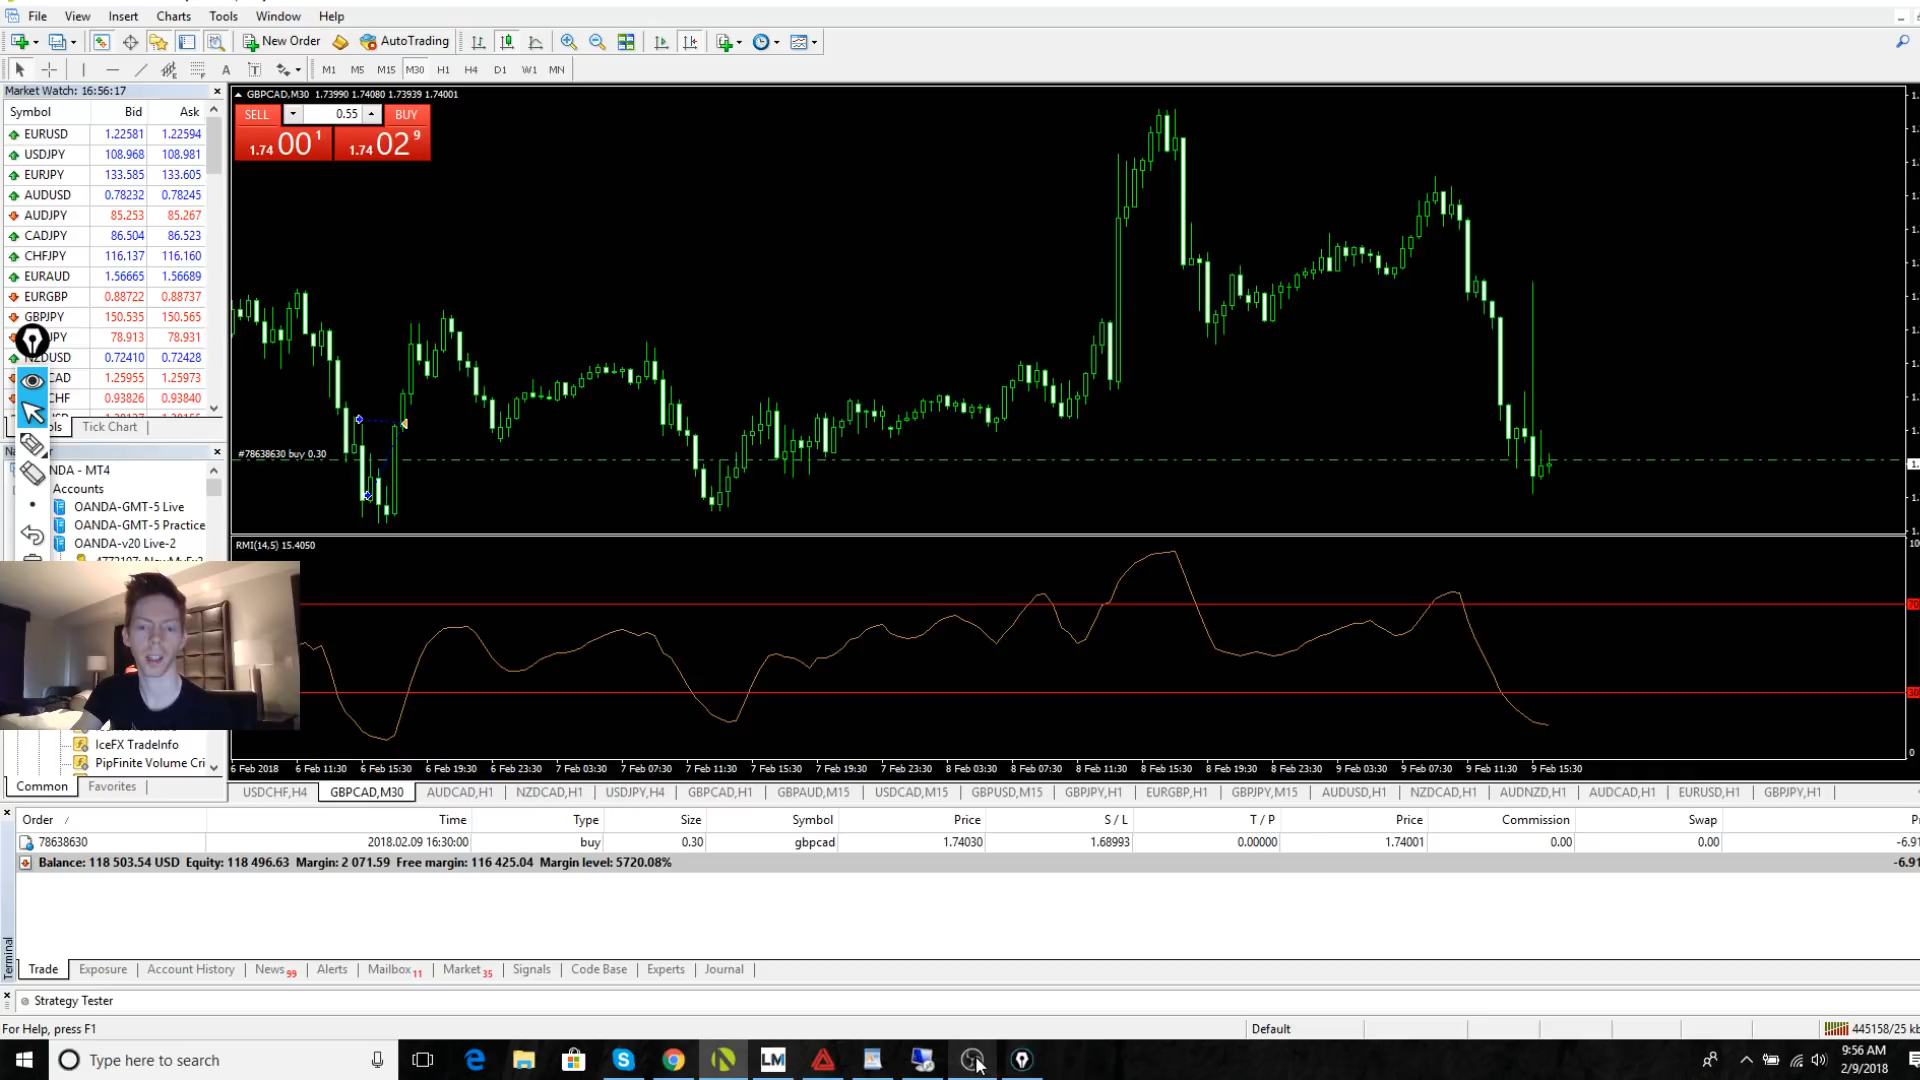 File View Insert Charts Tools Window Help
New Order AutoTrading
A T M1 M5 M15 M30 H1 H4 D1 W1 MN
Market Watch: 16:56:17
Symbol Bid Ask
EURUSD 1.22581 1.22594
USDJPY 108.968 108.981
EURJPY 133.585 133.605
AUDUSD 0.78232 0.78245
AUDJPY 85.253 85.267
CADJPY 86.504 86.523
CHFJPY 116.137 116.160
EURAUD 1.56665 1.56689
EURGBP 0.88722 0.88737
GBPJPY 150.535 150.565
JPY 78.913 78.931
NZDUSD 0.72410 0.72428
CAD 1.25955 1.25973
CHF 0.93826 0.93840
Tick Chart
ANDA - MT4
Accounts
OANDA-GMT-5 Live
OANDA-GMT-5 Practice
OANDA-v20 Live-2
IceFX TradeInfo
PipFinite Volume Cri
Common Favorites
GBPCAD,M30 1.73990 1.74080 1.73939 1.74001
SELL 0.55 BUY
1.74 00 1 1.74 02 9
#78638630 buy 0.30
RMI(14,5) 15.4050
70
30
0
6 Feb 2018 6 Feb 11:30 6 Feb 15:30 6 Feb 19:30 6 Feb 23:30 7 Feb 03:30 7 Feb 07:30 7 Feb 11:30 7 Feb 15:30 7 Feb 19:30 7 Feb 23:30 8 Feb 03:30 8 Feb 07:30 8 Feb 11:30 8 Feb 15:30 8 Feb 19:30 8 Feb 23:30 9 Feb 03:30 9 Feb 07:30 9 Feb 11:30 9 Feb 15:30
USDCHF,H4 GBPCAD,M30 AUDCAD,H1 NZDCAD,H1 USDJPY,H4 GBPCAD,H1 GBPAUD,M15 USDCAD,M15 GBPUSD,M15 GBPJPY,H1 EURGBP,H1 GBPJPY,M15 AUDUSD,H1 NZDCAD,H1 AUDNZD,H1 AUDCAD,H1 EURUSD,H1 GBPJPY,H1
Order / Time Type Size Symbol Price S / L T / P Price Commission Swap
78638630 2018.02.09 16:30:00 buy 0.30 gbpcad 1.74030 1.68993 0.00000 1.74001 0.00 0.00 -6.91
Balance: 118 503.54 USD Equity: 118 496.63 Margin: 2 071.59 Free margin: 116 425.04 Margin level: 5720.08% -6.91
Terminal
Trade Exposure Account History News 99 Alerts Mailbox 11 Market 35 Signals Code Base Experts Journal
Strategy Tester
For Help, press F1 Default 445158/25 kb
Type here to search LM 9:56 AM
2/9/2018